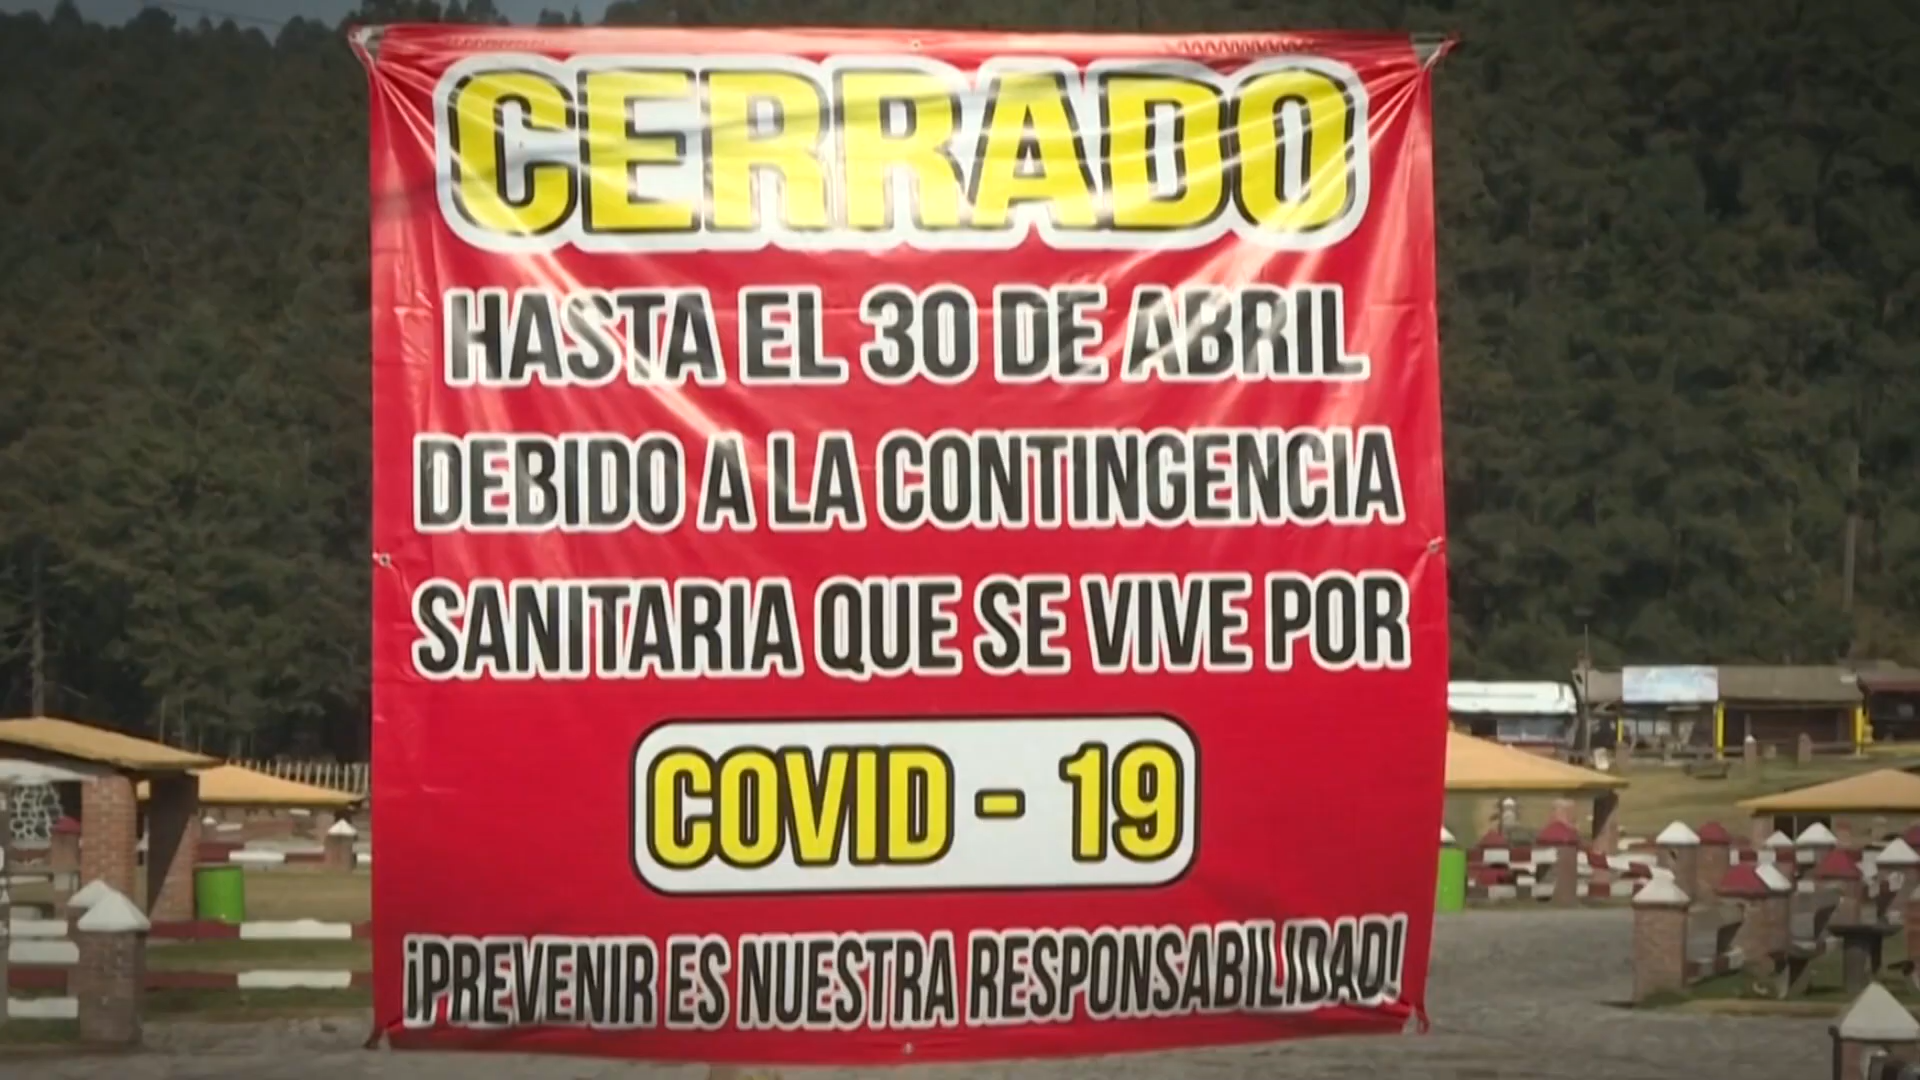 CERRADO
HASTA EL 30 DE ABRIL
DEBIDO A LA CONTINGENCIA
SANITARIA QUE SE VIVE POR
COVID - 19
¡PREVENIR ES NUESTRA RESPONSABILIDAD!